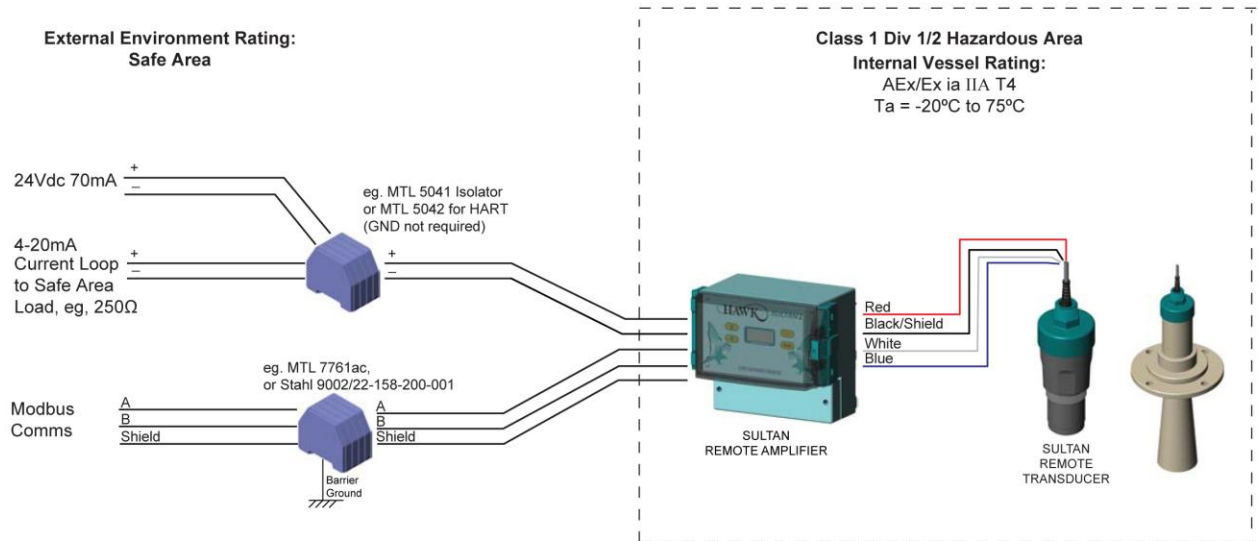 External Environment Rating:
Safe Area
Class 1 Div 1/2 Hazardous Area
Internal Vessel Rating:
AEx/Ex ia IIA T4
Ta = -20ºC to 75ºC
24Vdc 70mA
+
–
eg. MTL 5041 Isolator
or MTL 5042 for HART
(GND not required)
4-20mA
Current Loop
to Safe Area
Load, eg, 250Ω
+
–
+
–
HAWK
Red
Black/Shield
White
Blue
eg. MTL 7761ac,
or Stahl 9002/22-158-200-001
Modbus
Comms
A
B
Shield
A
B
Shield
Barrier
Ground
SULTAN
REMOTE AMPLIFIER
SULTAN
REMOTE
TRANSDUCER